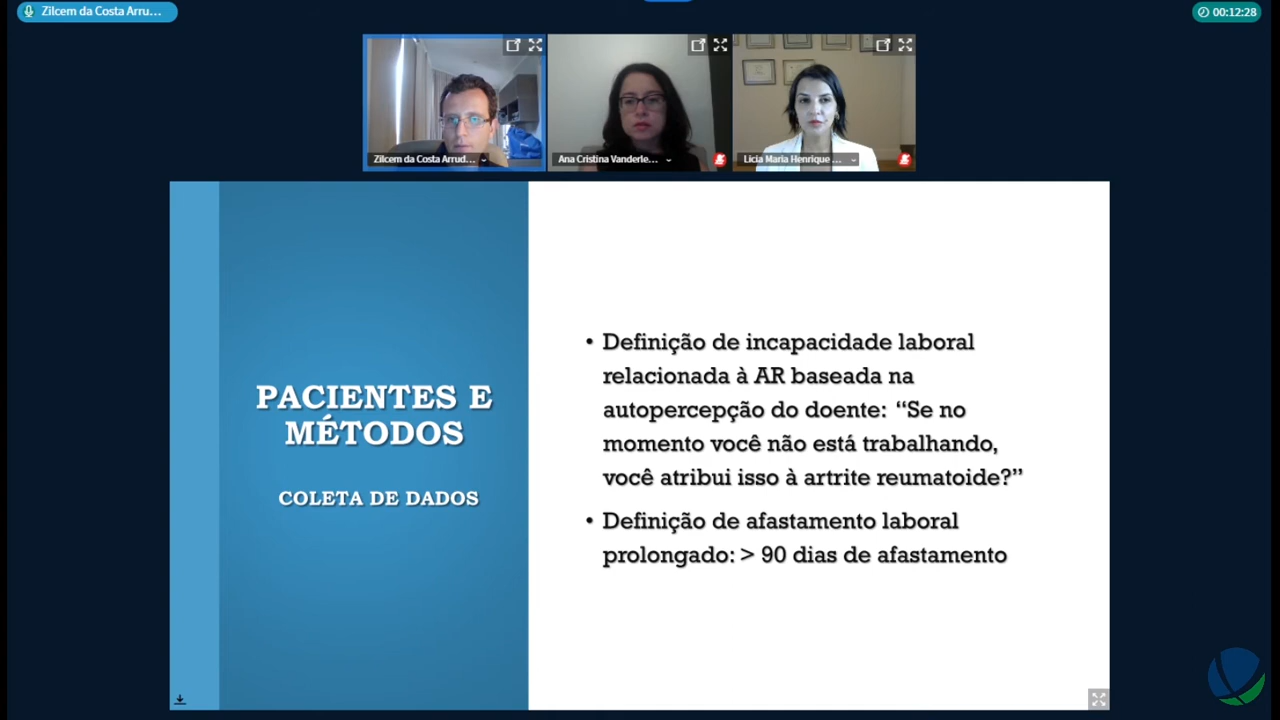 Zilcem da Costa Arru...
00:12:28
Zilcem da Costa Arrud...
Ana Cristina Vanderle...
Licia Maria Henrique ...
PACIENTES E
MÉTODOS
COLETA DE DADOS
• Definição de incapacidade laboral
relacionada à AR baseada na
autopercepção do doente: “Se no
momento você não está trabalhando,
você atribui isso à artrite reumatoide?”
• Definição de afastamento laboral
prolongado: > 90 dias de afastamento